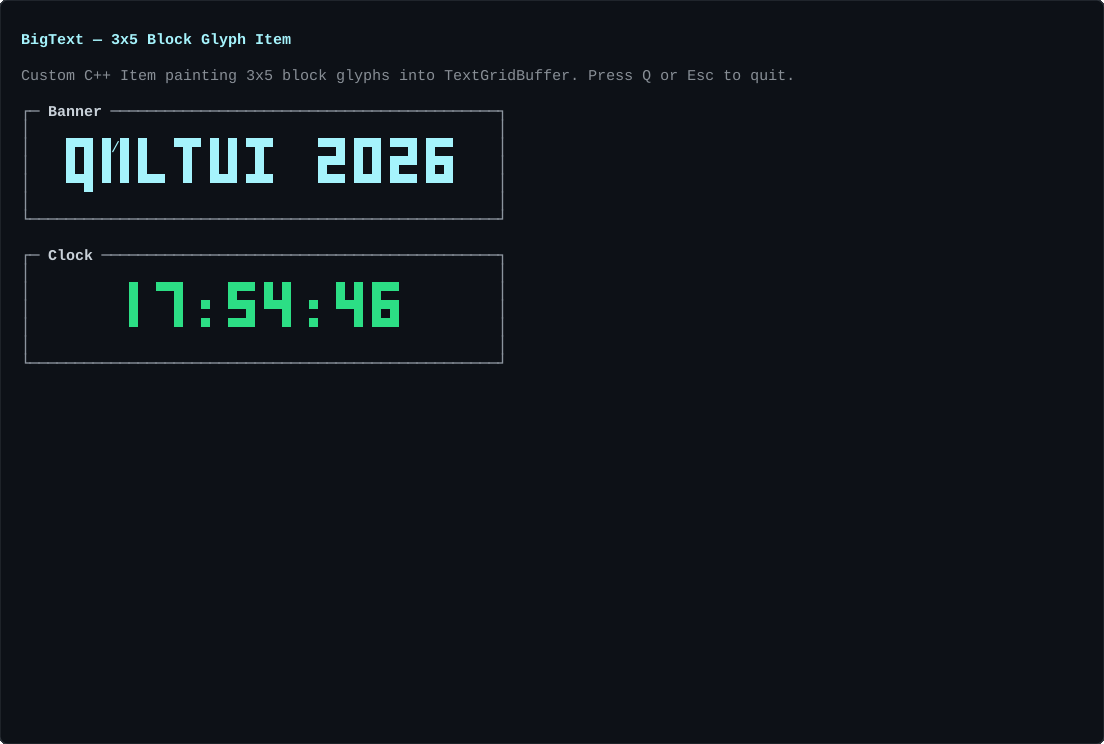 BigText — 3x5 Block Glyph Item
Custom C++ Item painting 3x5 block glyphs into TextGridBuffer. Press Q or Esc to quit.
Banner
QMLTUI 2026
Clock
17:54:46